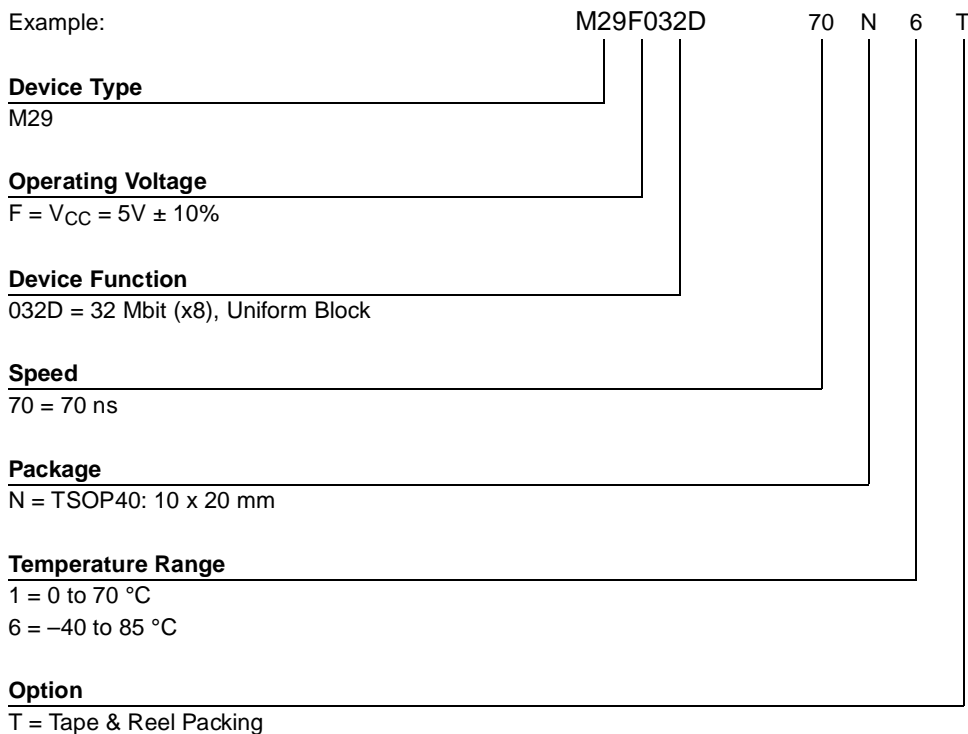 Example: M29F032D 70 N 6 T
Device Type
M29
Operating Voltage
F = VCC = 5V ± 10%
Device Function
032D = 32 Mbit (x8), Uniform Block
Speed
70 = 70 ns
Package
N = TSOP40: 10 x 20 mm
Temperature Range
1 = 0 to 70 °C
6 = –40 to 85 °C
Option
T = Tape & Reel Packing